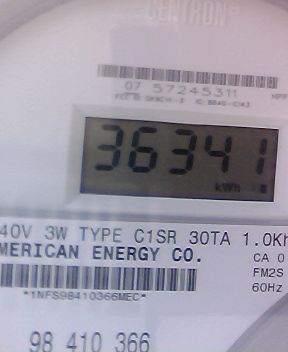 CENTRON®
07 57245311
36341
kWh
40V 3W TYPE C1SR 30TA 1.0Kh
MERICAN ENERGY CO.
CA 0
FM2S
60Hz
*1NFS98410366MEC*
98 410 366